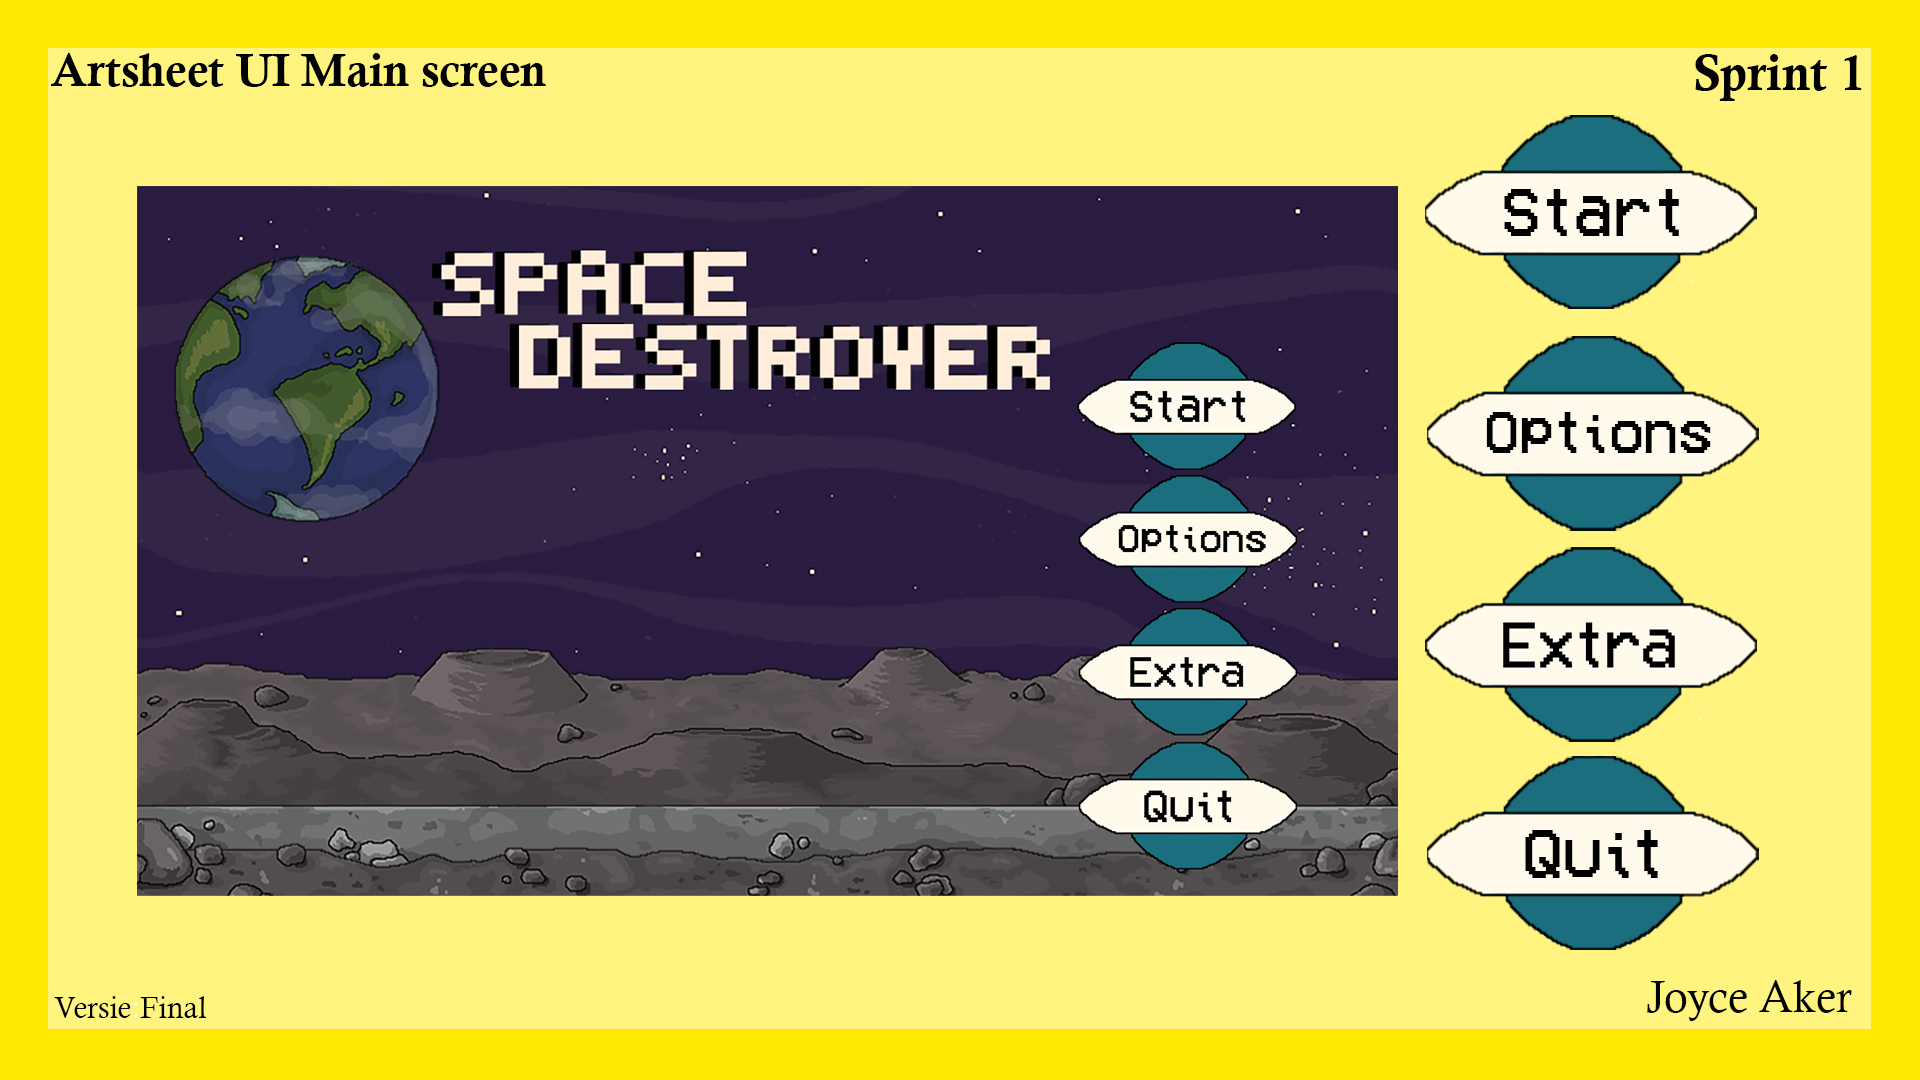 Artsheet UI Main screen
Sprint 1
SPACE
DESTROYER
Start
Options
Extra
Quit
Start
Options
Extra
Quit
Versie:Final
Joyce Aker